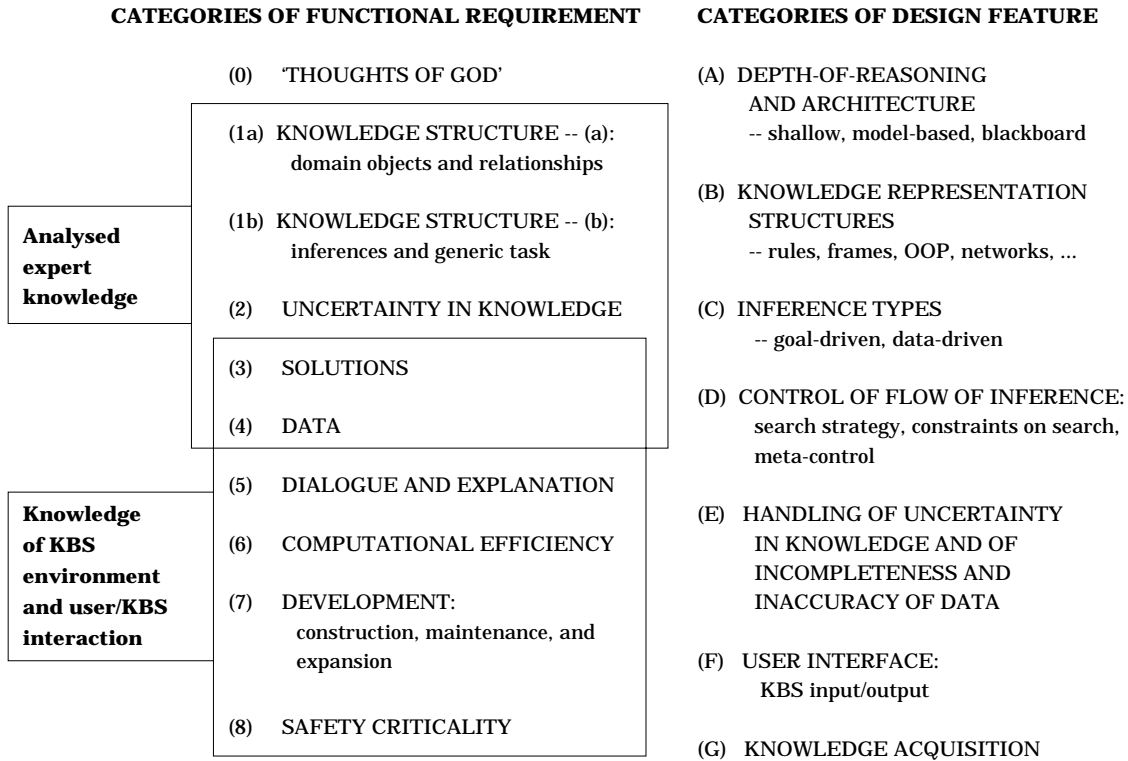 CATEGORIES OF FUNCTIONAL REQUIREMENT
(0) ‘THOUGHTS OF GOD’
(1a) KNOWLEDGE STRUCTURE -- (a):
domain objects and relationships
(1b) KNOWLEDGE STRUCTURE -- (b):
inferences and generic task
(2) UNCERTAINTY IN KNOWLEDGE
(3) SOLUTIONS
(4) DATA
(5) DIALOGUE AND EXPLANATION
(6) COMPUTATIONAL EFFICIENCY
(7) DEVELOPMENT:
construction, maintenance, and
expansion
(8) SAFETY CRITICALITY
Analysed
expert
knowledge
Knowledge
of KBS
environment
and user/KBS
interaction
CATEGORIES OF DESIGN FEATURE
(A) DEPTH-OF-REASONING
AND ARCHITECTURE
-- shallow, model-based, blackboard
(B) KNOWLEDGE REPRESENTATION
STRUCTURES
-- rules, frames, OOP, networks, ...
(C) INFERENCE TYPES
-- goal-driven, data-driven
(D) CONTROL OF FLOW OF INFERENCE:
search strategy, constraints on search,
meta-control
(E) HANDLING OF UNCERTAINTY
IN KNOWLEDGE AND OF
INCOMPLETENESS AND
INACCURACY OF DATA
(F) USER INTERFACE:
KBS input/output
(G) KNOWLEDGE ACQUISITION